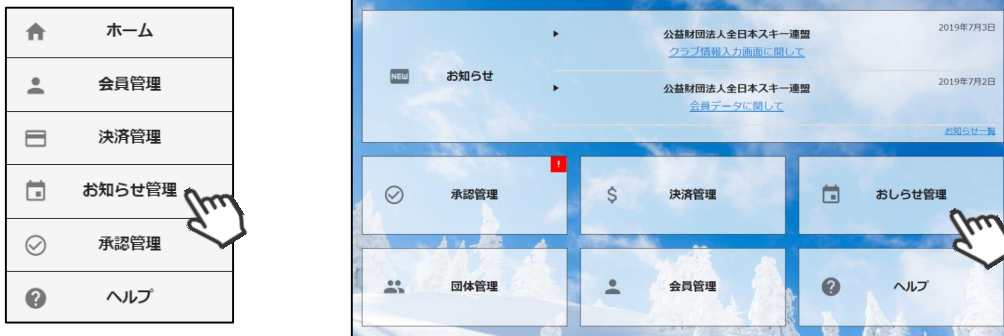 ホーム
会員管理
決済管理
お知らせ管理
承認管理
ヘルプ
NEW
お知らせ
公益財団法人全日本スキー連盟
2019年7月3日
クラブ情報入力画面に関して
公益財団法人全日本スキー連盟
2019年7月2日
会員データに関して
お知らせ一覧
!
承認管理
$ 決済管理
おしらせ管理
団体管理
会員管理
? ヘルプ